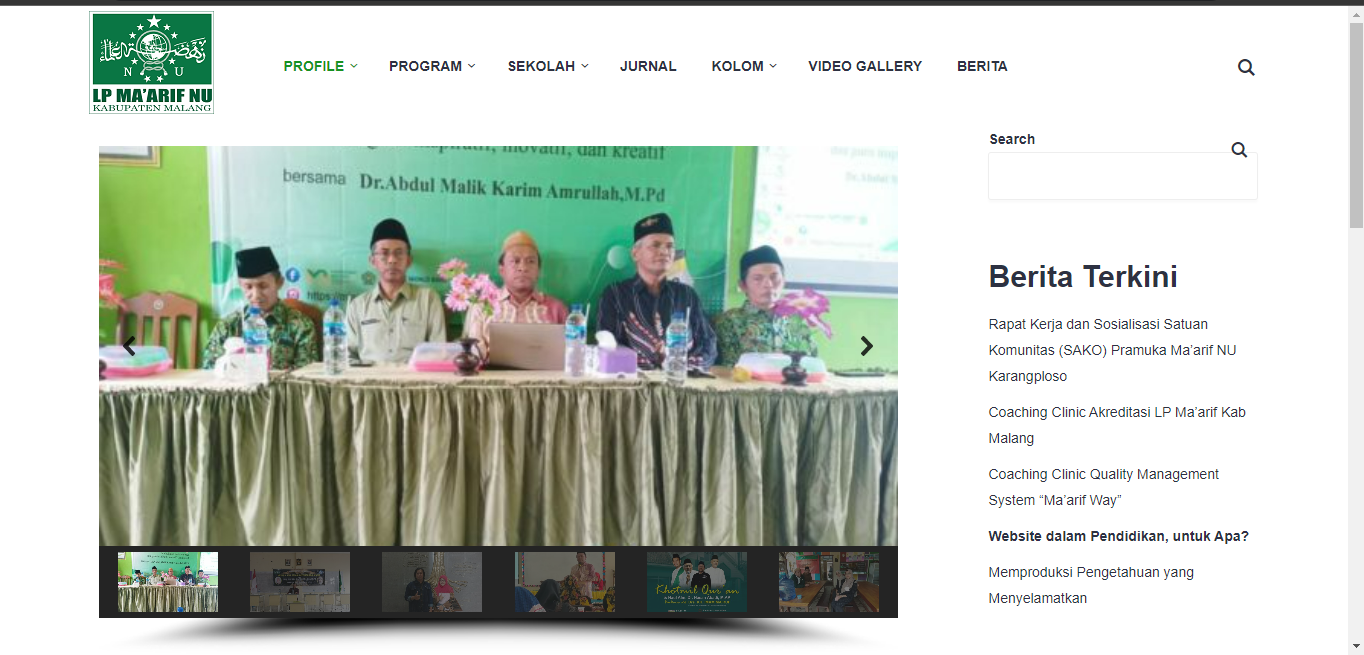 N U
LP MA'ARIF NU
KABUPATEN MALANG
PROFILE
PROGRAM
SEKOLAH
JURNAL
KOLOM
VIDEO GALLERY
BERITA
dan kreatif
bersama Dr.Abdul Malik Karim Amrullah,M.Pd
https://
Khotmil Qur'an
Search
Berita Terkini
Rapat Kerja dan Sosialisasi Satuan
Komunitas (SAKO) Pramuka Ma’arif NU
Karangploso
Coaching Clinic Akreditasi LP Ma’arif Kab
Malang
Coaching Clinic Quality Management
System “Ma’arif Way”
Website dalam Pendidikan, untuk Apa?
Memproduksi Pengetahuan yang
Menyelamatkan